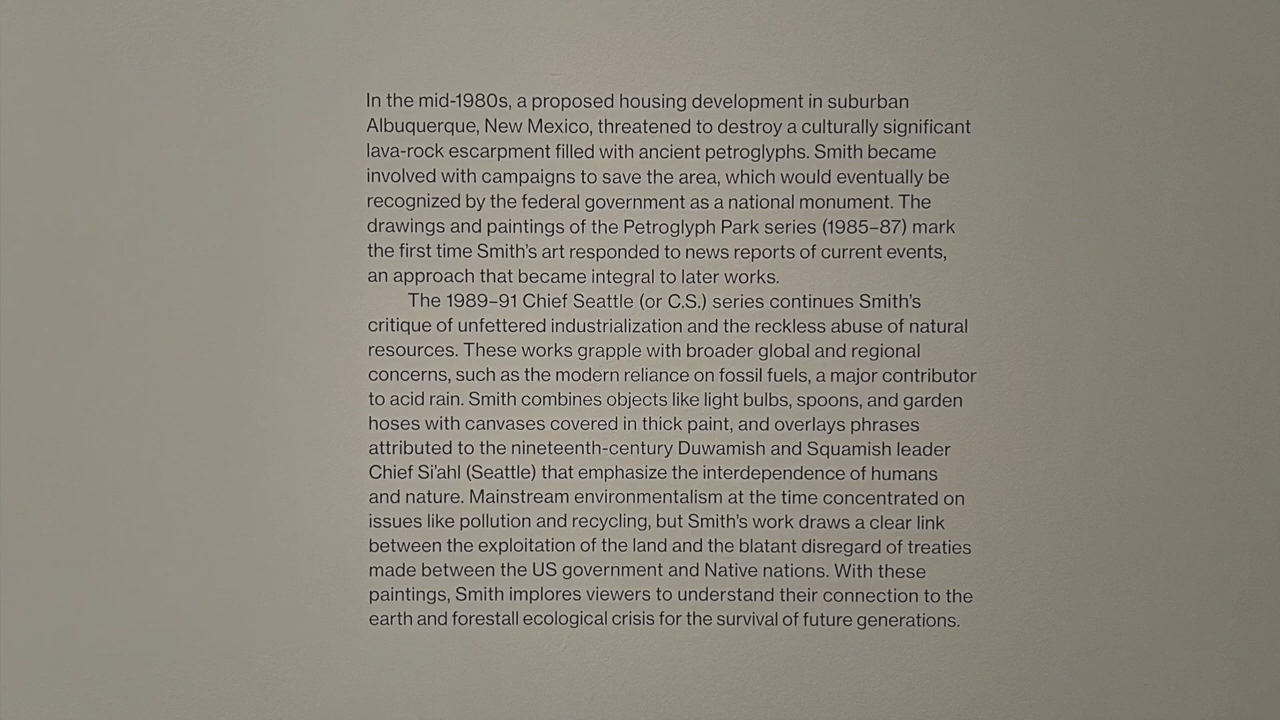 In the mid-1980s, a proposed housing development in suburban
Albuquerque, New Mexico, threatened to destroy a culturally significant
lava-rock escarpment filled with ancient petroglyphs. Smith became
involved with campaigns to save the area, which would eventually be
recognized by the federal government as a national monument. The
drawings and paintings of the Petroglyph Park series (1985–87) mark
the first time Smith’s art responded to news reports of current events,
an approach that became integral to later works.
The 1989–91 Chief Seattle (or C.S.) series continues Smith’s
critique of unfettered industrialization and the reckless abuse of natural
resources. These works grapple with broader global and regional
concerns, such as the modern reliance on fossil fuels, a major contributor
to acid rain. Smith combines objects like light bulbs, spoons, and garden
hoses with canvases covered in thick paint, and overlays phrases
attributed to the nineteenth-century Duwamish and Squamish leader
Chief Si’ahl (Seattle) that emphasize the interdependence of humans
and nature. Mainstream environmentalism at the time concentrated on
issues like pollution and recycling, but Smith’s work draws a clear link
between the exploitation of the land and the blatant disregard of treaties
made between the US government and Native nations. With these
paintings, Smith implores viewers to understand their connection to the
earth and forestall ecological crisis for the survival of future generations.